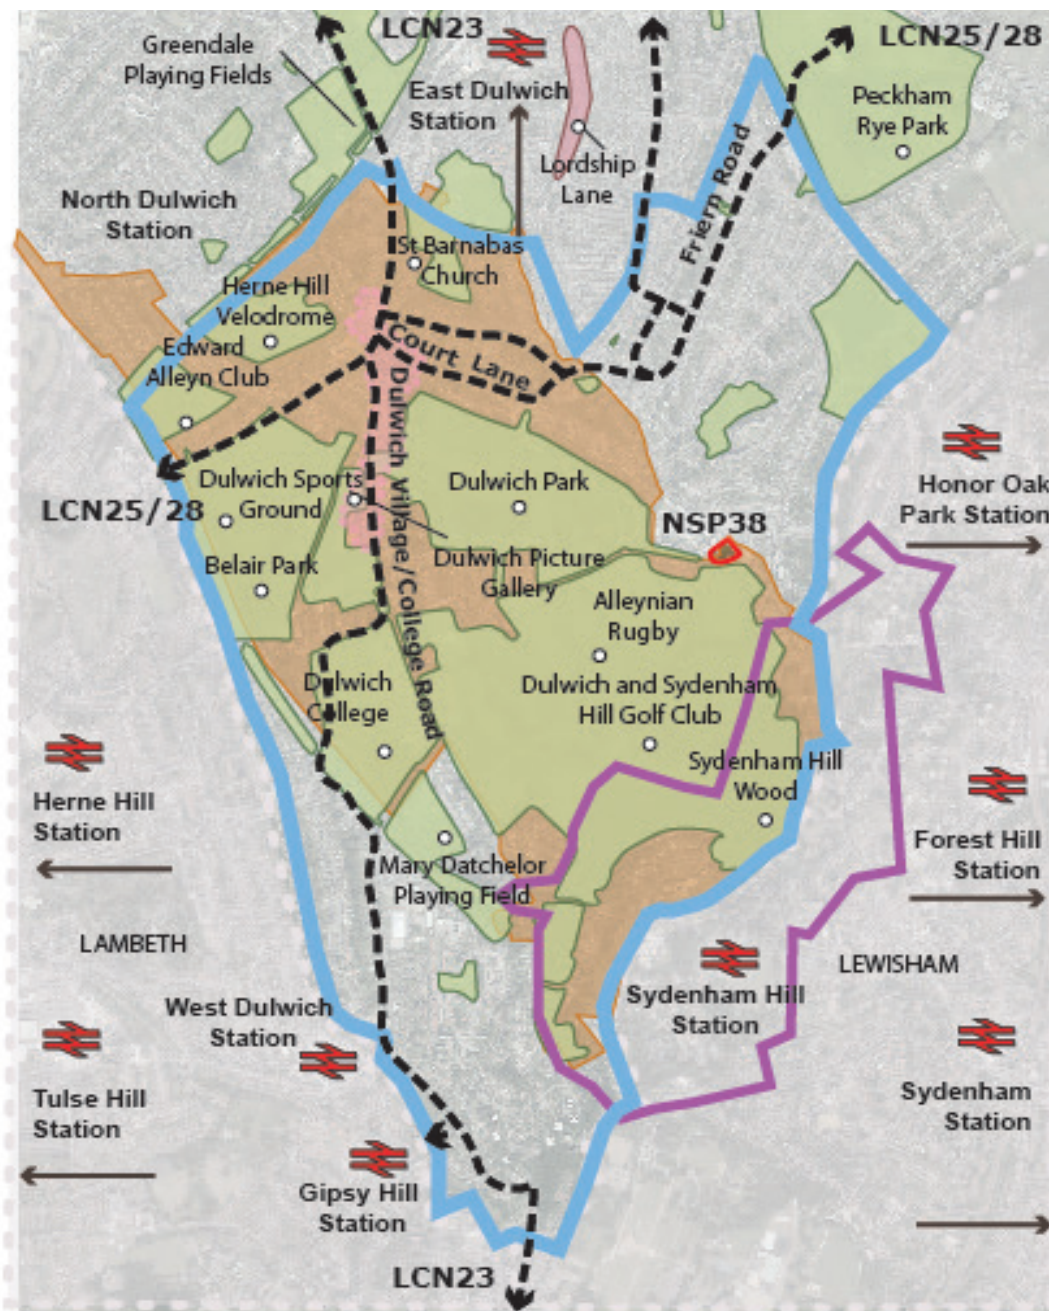 LCN23
LCN25/28
Greendale
Playing Fields
East Dulwich
Station
Peckham
Rye Park
Lordship
Lane
Friern Road
North Dulwich
Station
St Barnabas
Church
Herne Hill
Velodrome
Edward
Alleyn Club
Court Lane
Dulwich Village/College Road
LCN25/28
Dulwich Sports
Ground
Dulwich Park
Honor Oak
Park Station
NSP38
Belair Park
Dulwich Picture
Gallery
Alleynian
Rugby
Dulwich
College
Dulwich and Sydenham
Hill Golf Club
Sydenham Hill
Wood
Herne Hill
Station
Forest Hill
Station
Mary Datchelor
Playing Field
LAMBETH
LEWISHAM
West Dulwich
Station
Sydenham Hill
Station
Tulse Hill
Station
Sydenham
Station
Gipsy Hill
Station
LCN23